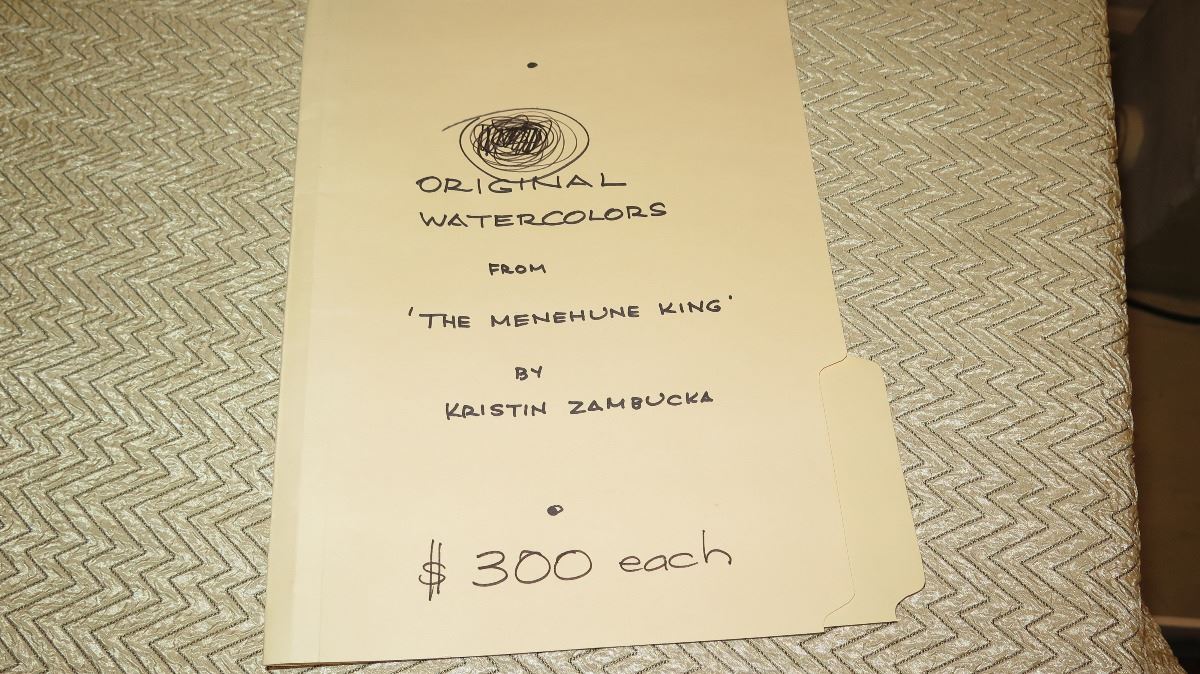 ORIGINAL
WATERCOLORS
FROM
'THE MENEHUNE KING'
BY
KRISTIN ZAMBUCKA
$ 300 each